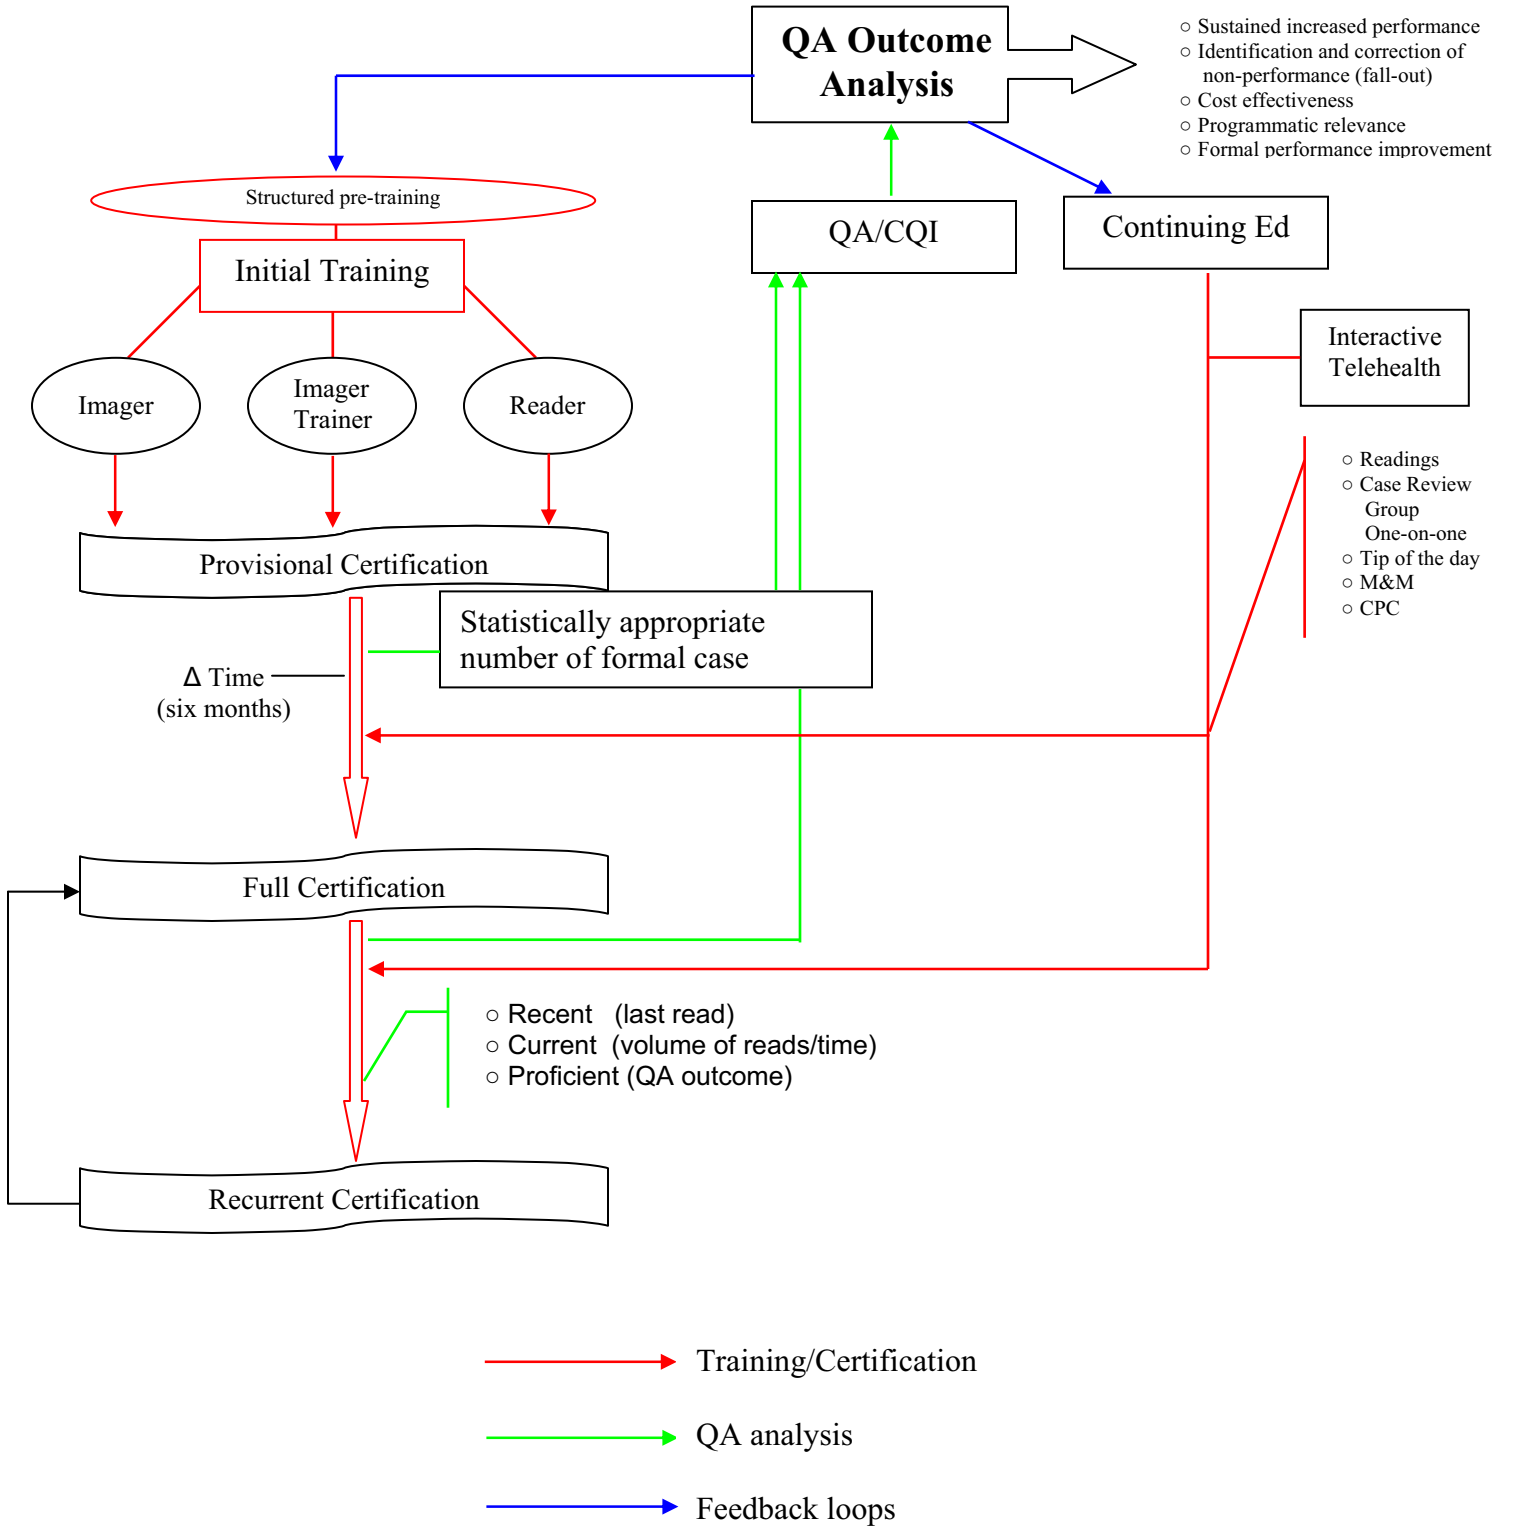 QA Outcome
Analysis
○ Sustained increased performance
○ Identification and correction of
non-performance (fall-out)
○ Cost effectiveness
○ Programmatic relevance
○ Formal performance improvement
Structured pre-training
Initial Training
QA/CQI
Continuing Ed
Imager
Imager
Trainer
Reader
Interactive
Telehealth
○ Readings
○ Case Review
Group
One-on-one
○ Tip of the day
○ M&M
○ CPC
Provisional Certification
Statistically appropriate
number of formal case
Δ Time
(six months)
Full Certification
○ Recent (last read)
○ Current (volume of reads/time)
○ Proficient (QA outcome)
Recurrent Certification
Training/Certification
QA analysis
Feedback loops